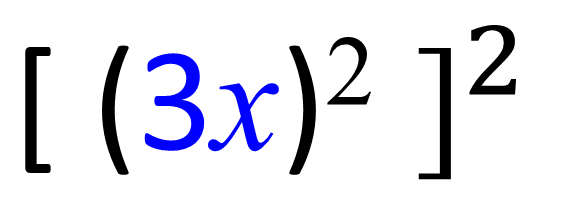 [ (3x)² ]²